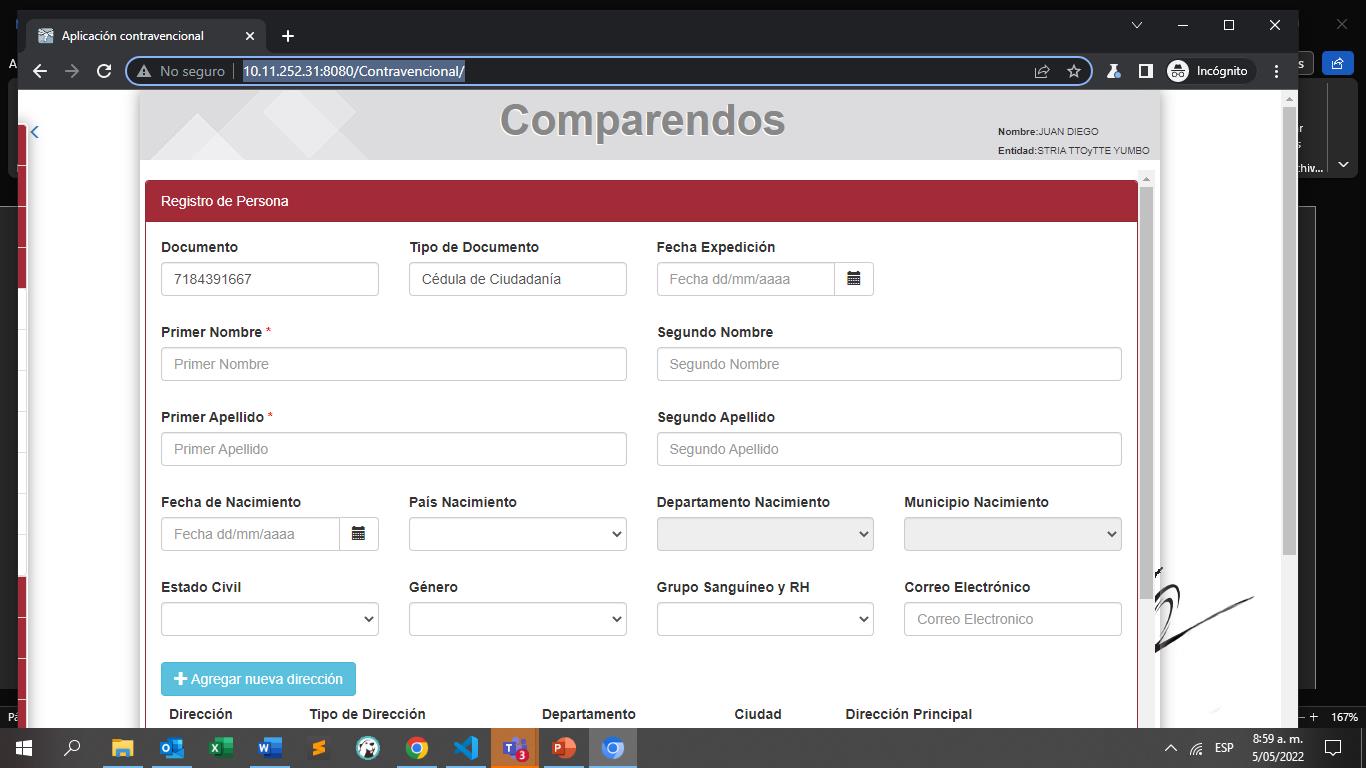 Aplicación contravencional
No seguro
10.11.252.31:8080/Contravencional/
Incógnito
Comparendos
Nombre:JUAN DIEGO
Entidad:STRIA TTOyTTE YUMBO
Registro de Persona
Documento Tipo de Documento Fecha Expedición
7184391667 Cédula de Ciudadanía Fecha dd/mm/aaaa
Primer Nombre * Segundo Nombre
Primer Nombre Segundo Nombre
Primer Apellido * Segundo Apellido
Primer Apellido Segundo Apellido
Fecha de Nacimiento País Nacimiento Departamento Nacimiento Municipio Nacimiento
Fecha dd/mm/aaaa
Estado Civil Género Grupo Sanguíneo y RH Correo Electrónico
Correo Electronico
Agregar nueva dirección
Dirección Tipo de Dirección Departamento Ciudad Dirección Principal
167%
3
ESP
8:59 a. m.
5/05/2022